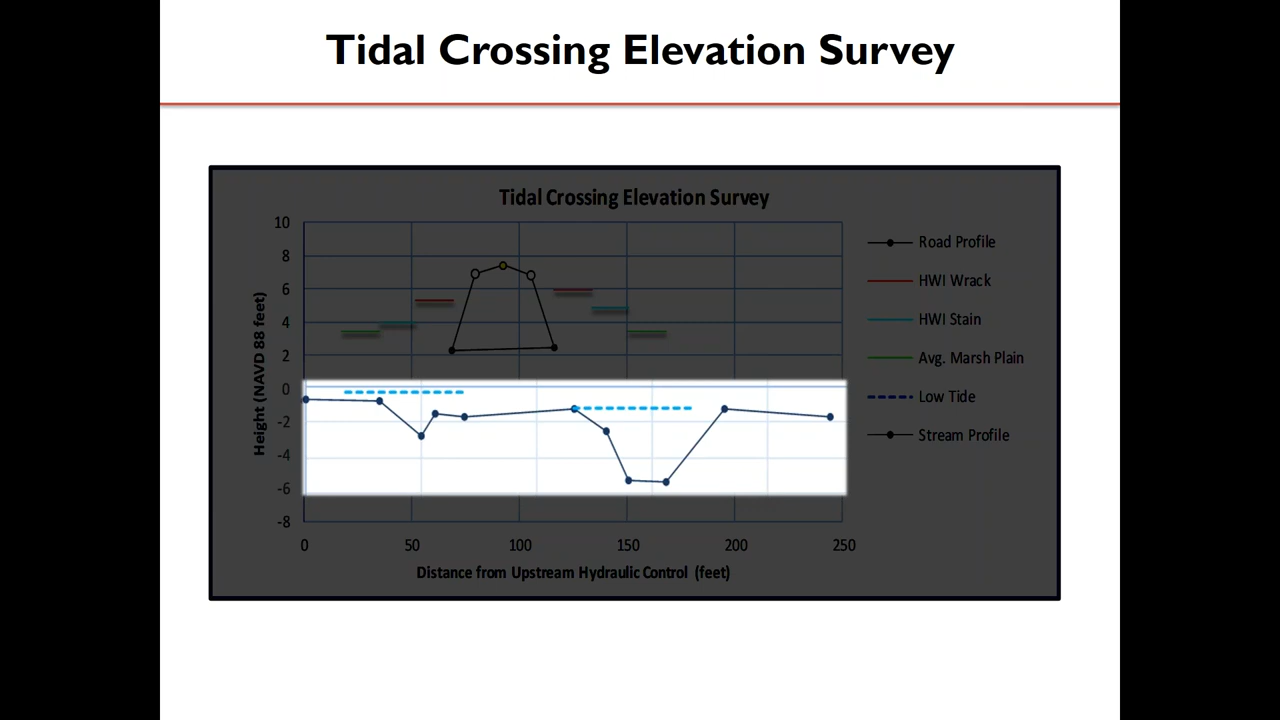 Tidal Crossing Elevation Survey
Tidal Crossing Elevation Survey
10
8
6
4
2
0
-2
-4
-6
-8
Height (NAVD 88 feet)
0 50 100 150 200 250
Distance from Upstream Hydraulic Control (feet)
Road Profile
HWI Wrack
HWI Stain
Avg. Marsh Plain
Low Tide
Stream Profile